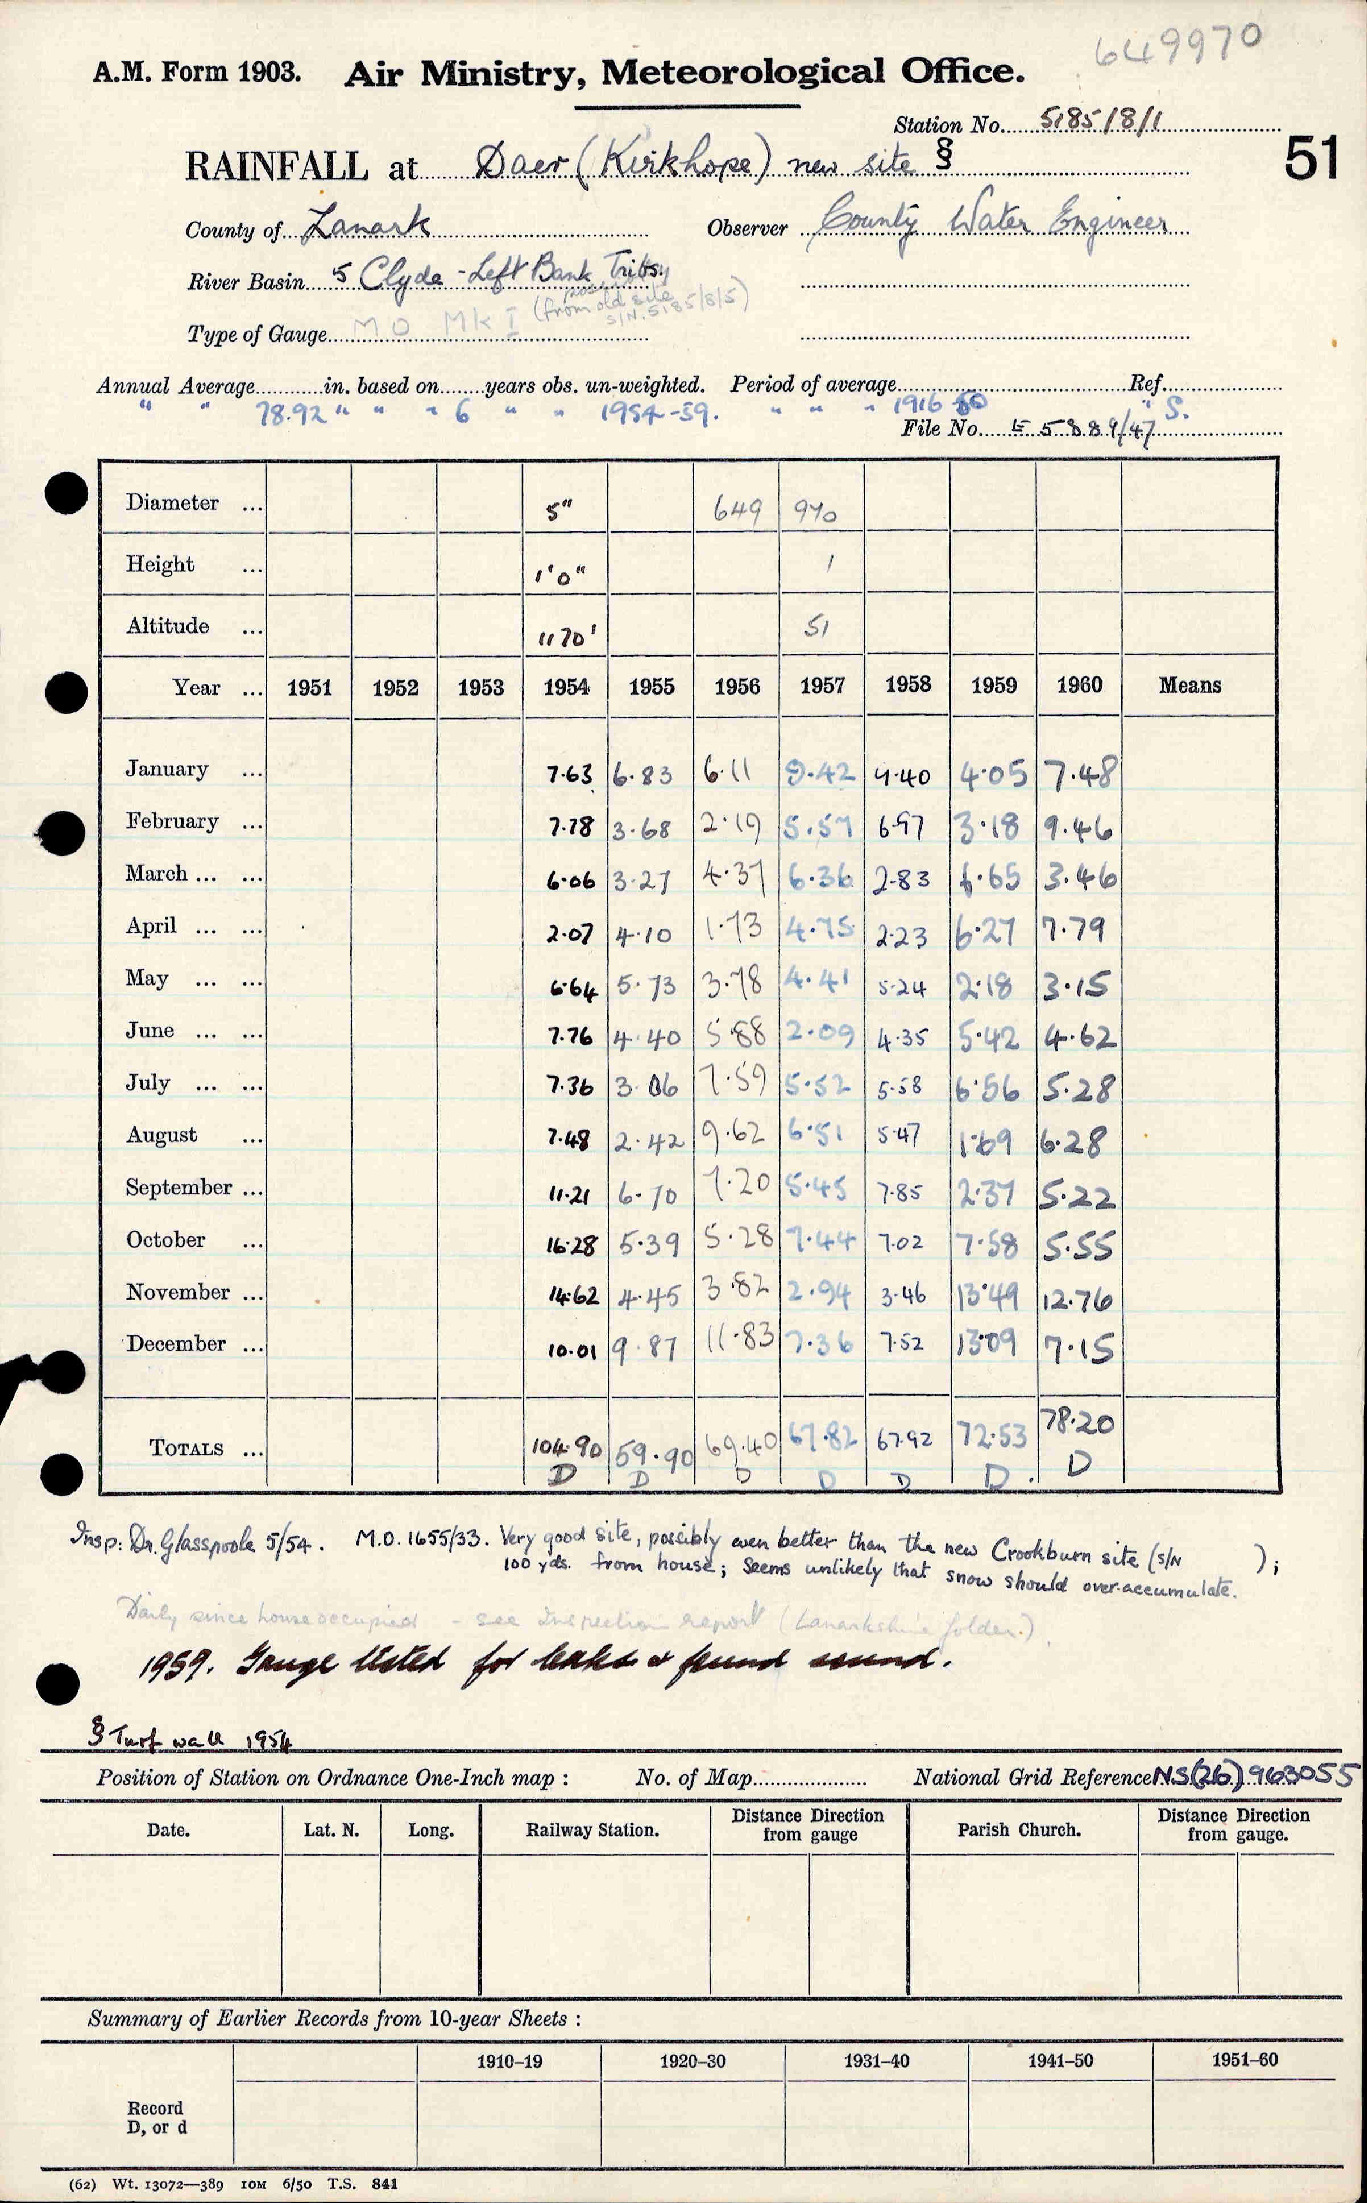 649970
A.M. Form 1903. Air Ministry, Meteorological Office.
Station No. 5185/8/1
51
RAINFALL at Daer (Kirkhope) new site §
County of Lanark Observer County Water Engineer
River Basin 5 Clyde - Left Bank Tribs.
(from old site
S/N. 5185/8/5)
Type of Gauge MO Mk I
Annual Average in. based on years obs. un-weighted. Period of average Ref.
" " 78.92 " " " 6 " " 1954-59. " " " 1916-50 " S.
File No. E 5889/47
Diameter ... 5" 649 970
Height ... 1'0" 1
Altitude ... 1170' 51
Year ... 1951 1952 1953 1954 1955 1956 1957 1958 1959 1960 Means
January ... 7.63 6.83 6.11 9.42 9.40 4.05 7.48
February ... 7.78 3.68 2.19 5.57 6.97 3.18 9.46
March ... ... 6.06 3.27 4.37 6.36 2.83 6.65 3.46
April ... ... 2.07 4.10 1.73 4.75 2.23 6.27 7.79
May ... ... 6.64 5.73 3.78 4.41 5.24 2.18 3.15
June ... ... 7.76 4.40 5.88 2.09 4.35 5.42 4.62
July ... ... 7.36 3.06 7.59 5.52 5.58 6.56 5.28
August ... 7.48 2.42 9.62 6.51 5.47 1.69 6.28
September ... 11.21 6.70 7.20 5.45 7.85 2.37 5.22
October ... 16.28 5.39 5.28 7.44 7.02 7.58 5.55
November ... 14.62 4.45 3.82 2.94 3.46 13.49 12.76
December ... 10.01 9.87 11.83 7.36 7.52 13.09 7.15
TOTALS ... 104.90 59.90 69.40 67.82 67.92 72.53 78.20
D D D D D D. D
Insp: Dr. Glasspoole 5/54. M.O. 1655/33. Very good site, possibly even better than the new Crookburn site (S/N );
100 yds. from house; Seems unlikely that snow should over-accumulate.
Daily since house occupied - see Inspection report (Lanarkshire folder.).
1959. Gauge tested for leaks & found sound.
§ Turf wall 1954
Position of Station on Ordnance One-Inch map : No. of Map National Grid Reference NS(26) 963055
Date. Lat. N. Long. Railway Station. Distance Direction from gauge Parish Church. Distance Direction from gauge.
Summary of Earlier Records from 10-year Sheets :
1910–19 1920–30 1931–40 1941–50 1951–60
Record
D, or d
(62) Wt. 13072—389 10M 6/50 T.S. 841